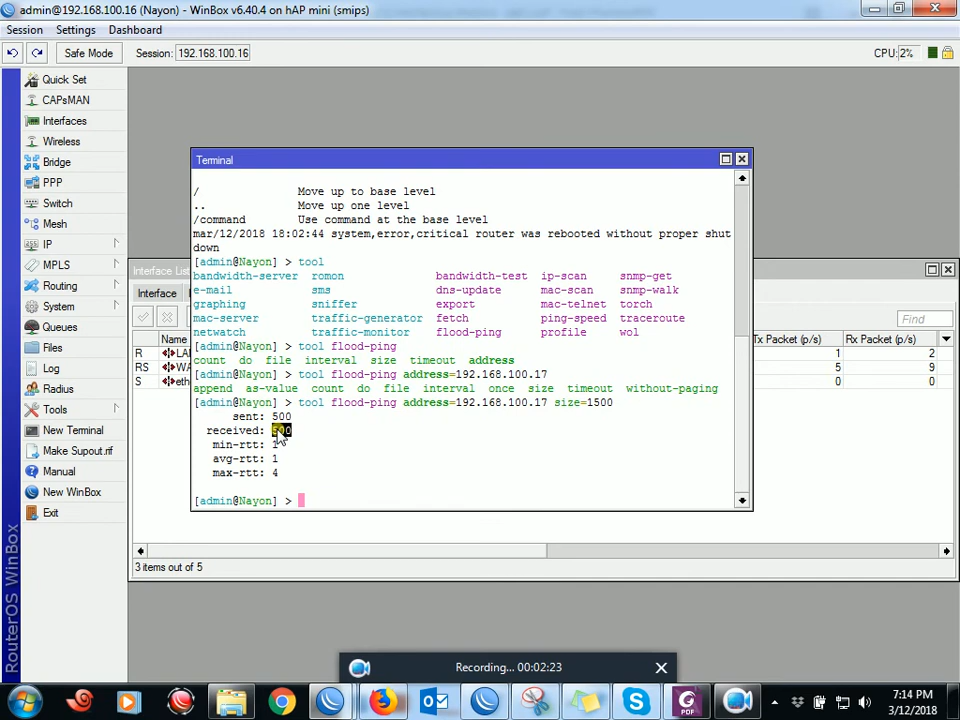 admin@192.168.100.16 (Nayon) - WinBox v6.40.4 on hAP mini (smips)
Session Settings Dashboard
Safe Mode Session: 192.168.100.16 CPU: 2%
Quick Set
CAPsMAN
Interfaces
Wireless
Bridge
PPP
Switch
Mesh
IP
MPLS
Routing
System
Queues
Files
Log
Radius
Tools
New Terminal
Make Supout.rif
Manual
New WinBox
Exit
RouterOS WinBox
Terminal
/ Move up to base level
.. Move up one level
/command Use command at the base level
mar/12/2018 18:02:44 system,error,critical router was rebooted without proper shut
down
[admin@Nayon] > tool
bandwidth-server romon bandwidth-test ip-scan snmp-get
e-mail sms dns-update mac-scan snmp-walk
graphing sniffer export mac-telnet torch
mac-server traffic-generator fetch ping-speed traceroute
netwatch traffic-monitor flood-ping profile wol
[admin@Nayon] > tool flood-ping
count do file interval size timeout address
[admin@Nayon] > tool flood-ping address=192.168.100.17
append as-value count do file interval once size timeout without-paging
[admin@Nayon] > tool flood-ping address=192.168.100.17 size=1500
sent: 500
received: 500
min-rtt: 1
avg-rtt: 1
max-rtt: 4
[admin@Nayon] >
Interface List
Interface
Find
Name Tx Packet (p/s) Rx Packet (p/s)
R 1 2
RS 5 9
S 0 0
3 items out of 5
Recording... 00:02:23
7:14 PM
3/12/2018